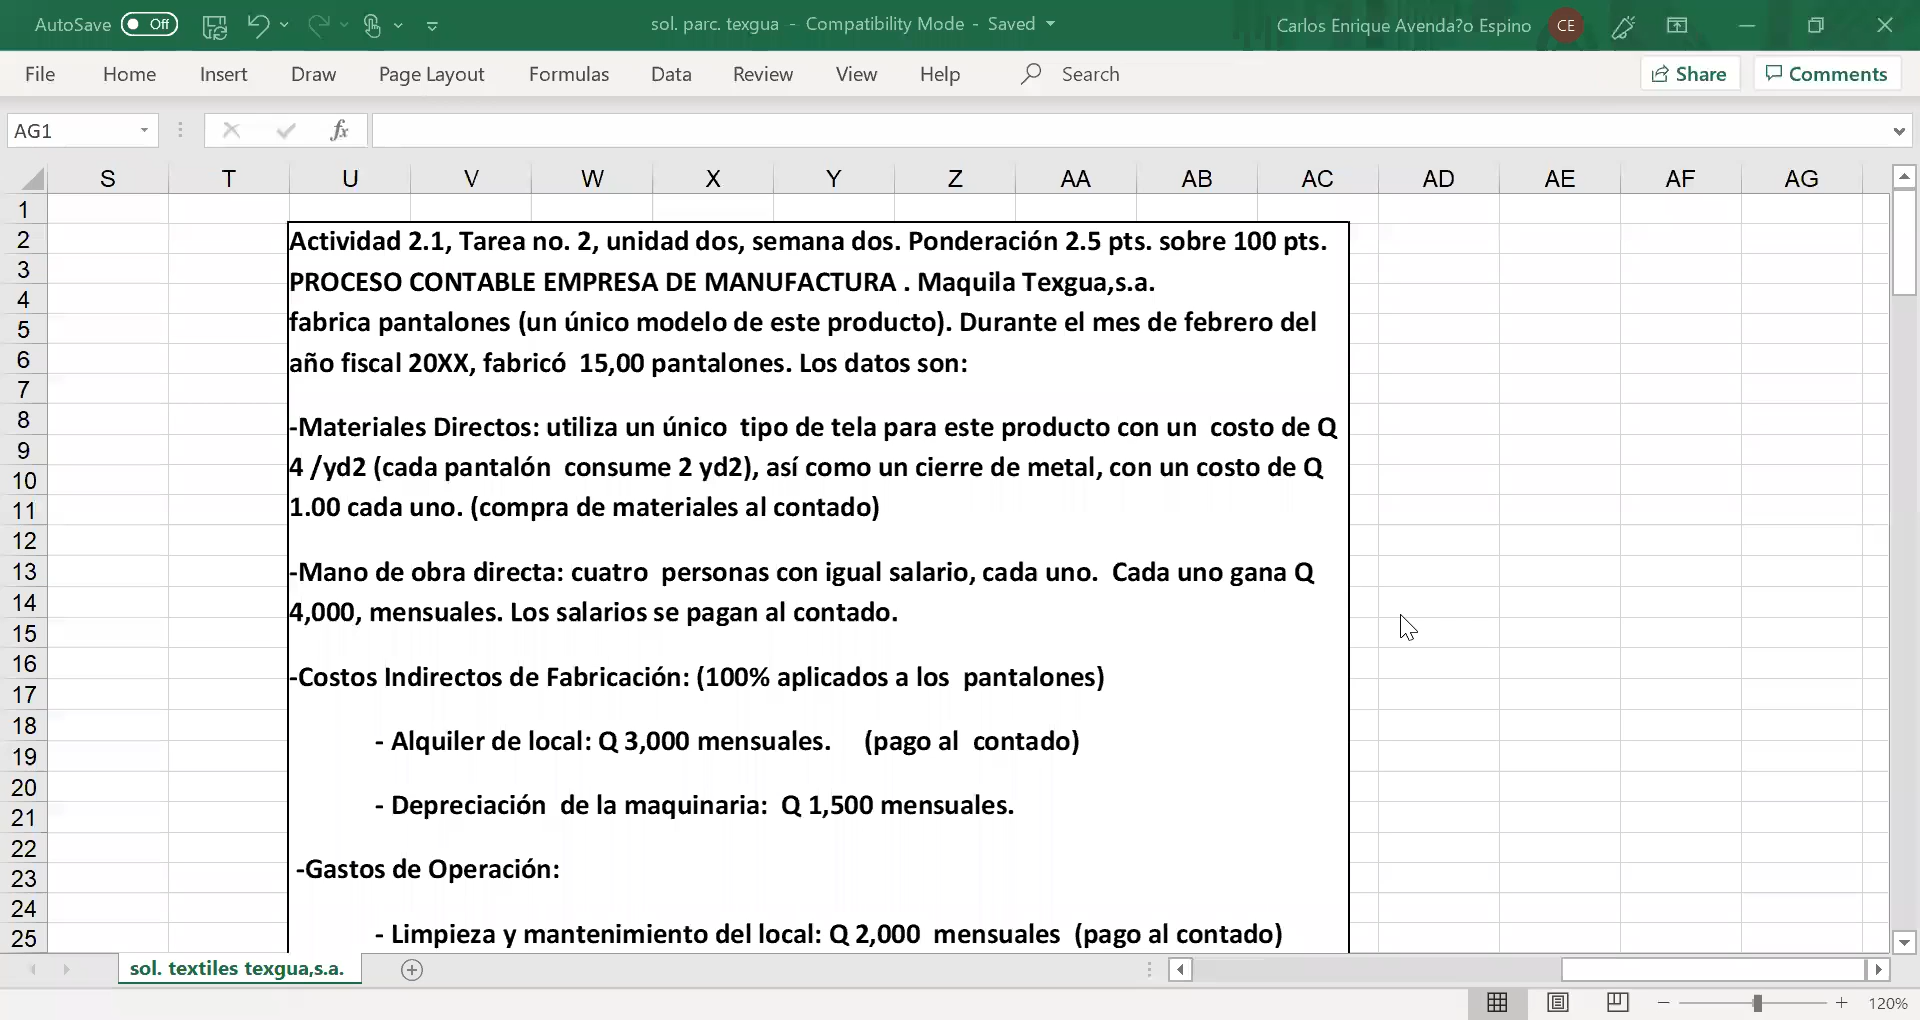 AutoSave Off sol. parc. texgua - Compatibility Mode - Saved Carlos Enrique Avenda?o Espino CE
File Home Insert Draw Page Layout Formulas Data Review View Help Search Share Comments
AG1 fx
S T U V W X Y Z AA AB AC AD AE AF AG
1
2
3
4
5
6
7
8
9
10
11
12
13
14
15
16
17
18
19
20
21
22
23
24
25
Actividad 2.1, Tarea no. 2, unidad dos, semana dos. Ponderación 2.5 pts. sobre 100 pts.
PROCESO CONTABLE EMPRESA DE MANUFACTURA . Maquila Texgua,s.a.
fabrica pantalones (un único modelo de este producto). Durante el mes de febrero del
año fiscal 20XX, fabricó 15,00 pantalones. Los datos son:
-Materiales Directos: utiliza un único tipo de tela para este producto con un costo de Q
4 /yd2 (cada pantalón consume 2 yd2), así como un cierre de metal, con un costo de Q
1.00 cada uno. (compra de materiales al contado)
-Mano de obra directa: cuatro personas con igual salario, cada uno. Cada uno gana Q
4,000, mensuales. Los salarios se pagan al contado.
-Costos Indirectos de Fabricación: (100% aplicados a los pantalones)
- Alquiler de local: Q 3,000 mensuales. (pago al contado)
- Depreciación de la maquinaria: Q 1,500 mensuales.
-Gastos de Operación:
- Limpieza y mantenimiento del local: Q 2,000 mensuales (pago al contado)
sol. textiles texgua,s.a.
120%